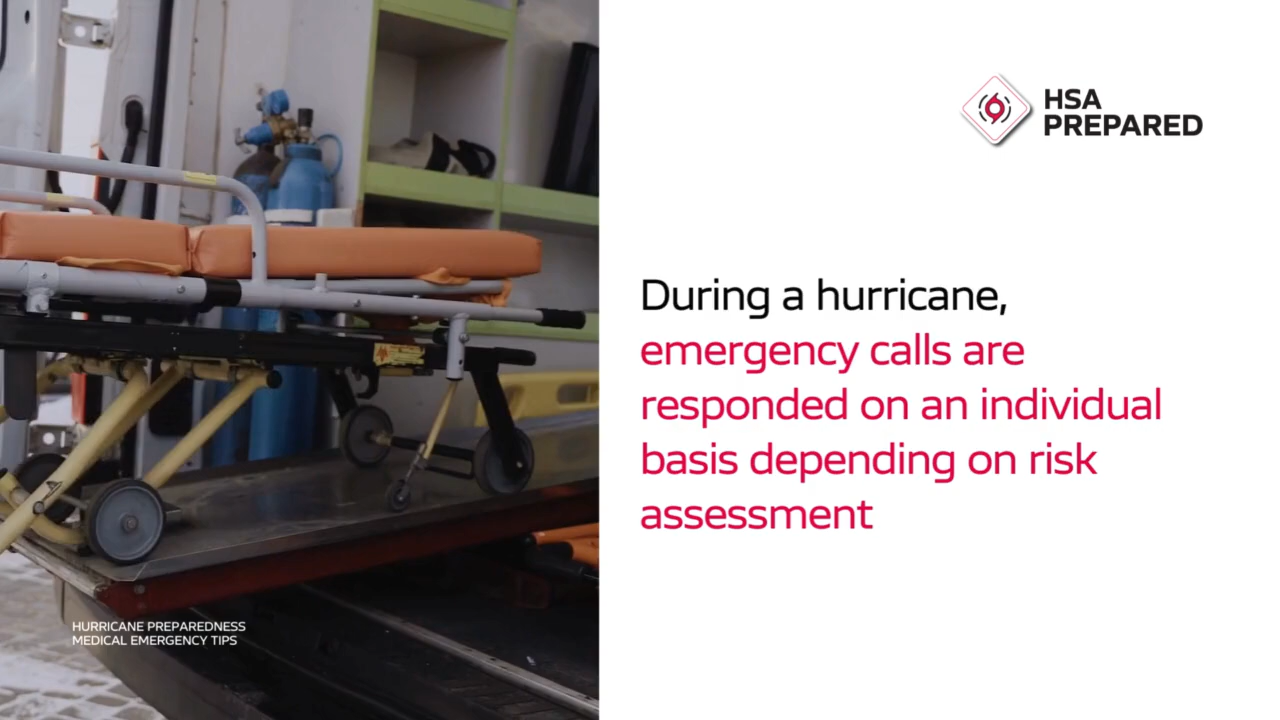 HSA
PREPARED
During a hurricane,
emergency calls are
responded on an individual
basis depending on risk
assessment
HURRICANE PREPAREDNESS
MEDICAL EMERGENCY TIPS